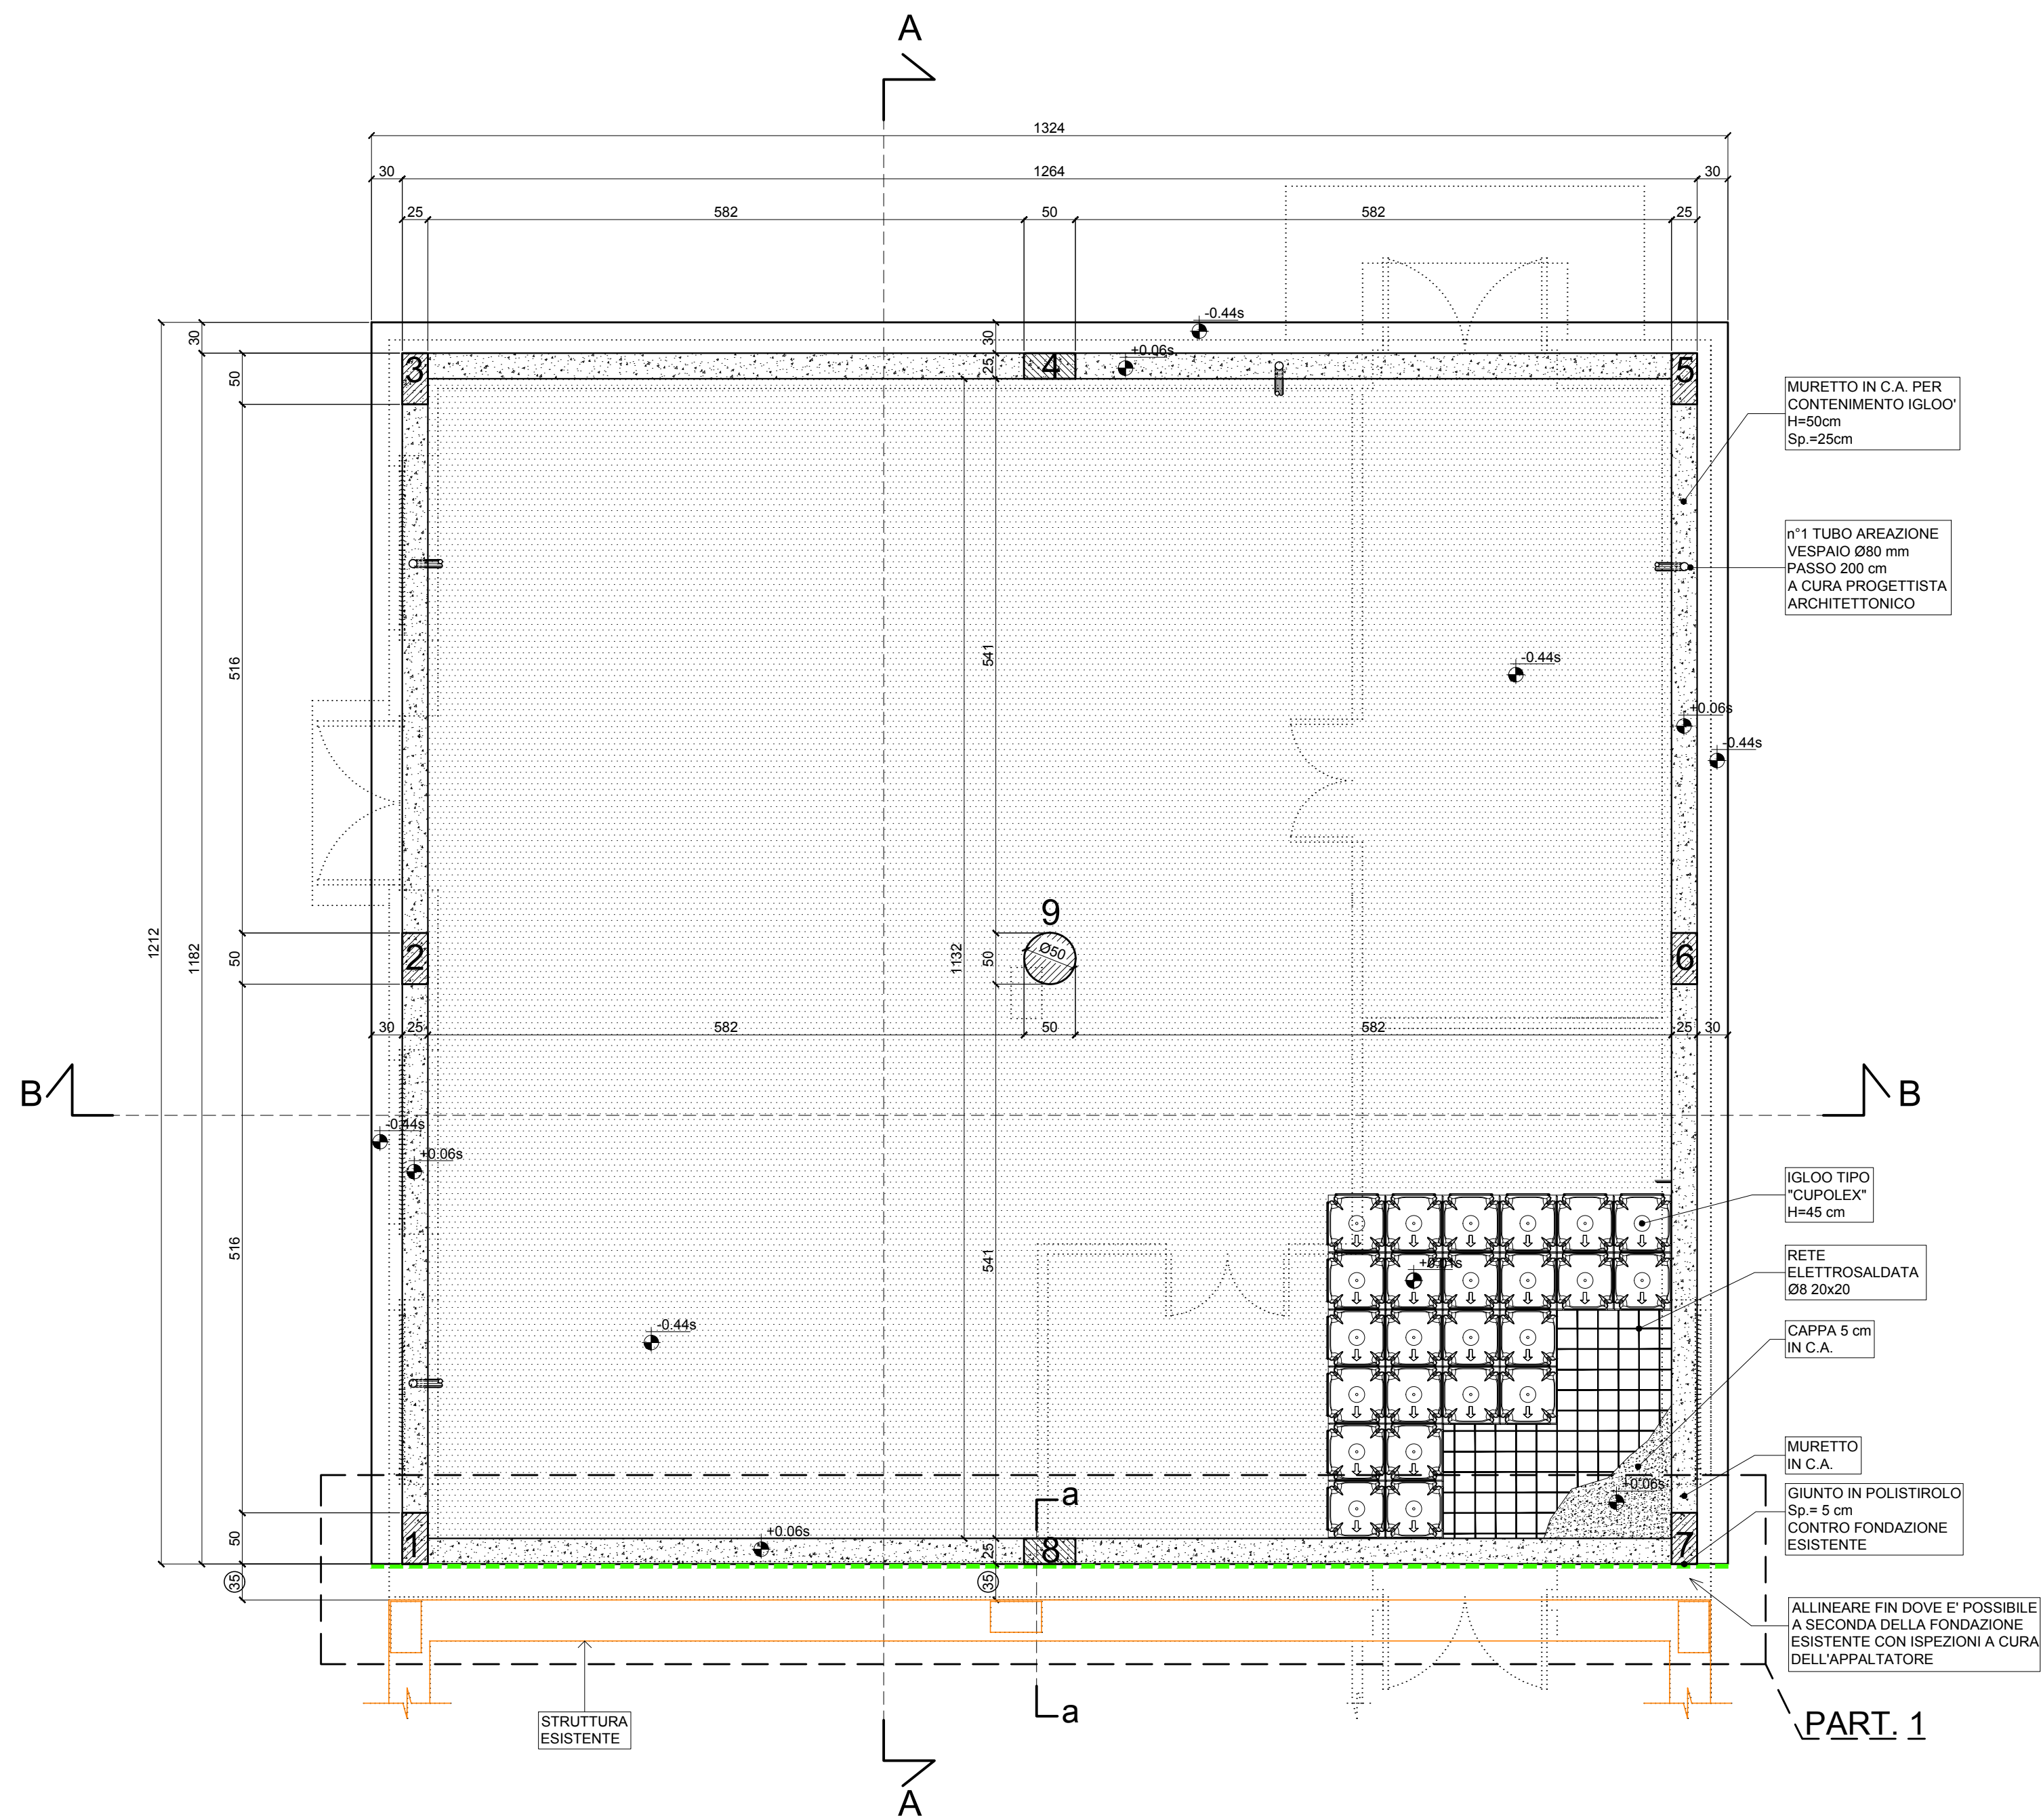 A
1324
30
1264
30
25
582
50
582
25
-0.44s
+0.06s
30
30
25
50
3
4
5
MURETTO IN C.A. PER
CONTENIMENTO IGLOO'
H=50cm
Sp.=25cm
n°1 TUBO AREAZIONE
VESPAIO Ø80 mm
PASSO 200 cm
A CURA PROGETTISTA
ARCHITETTONICO
516
541
-0.44s
+0.06s
-0.44s
9
Ø50
1212
1182
50
2
1132
50
6
30
25
582
50
582
25
30
B
B
-0.44s
+0.06s
IGLOO TIPO
"CUPOLEX"
H=45 cm
516
541
RETE
ELETTROSALDATA
Ø8 20x20
-0.44s
CAPPA 5 cm
IN C.A.
MURETTO
IN C.A.
+0.06s
a
GIUNTO IN POLISTIROLO
Sp.= 5 cm
CONTRO FONDAZIONE
ESISTENTE
50
1
+0.06s
25
8
7
35
35
ALLINEARE FIN DOVE E' POSSIBILE
A SECONDA DELLA FONDAZIONE
ESISTENTE CON ISPEZIONI A CURA
DELL'APPALTATORE
a
STRUTTURA
ESISTENTE
PART. 1
A